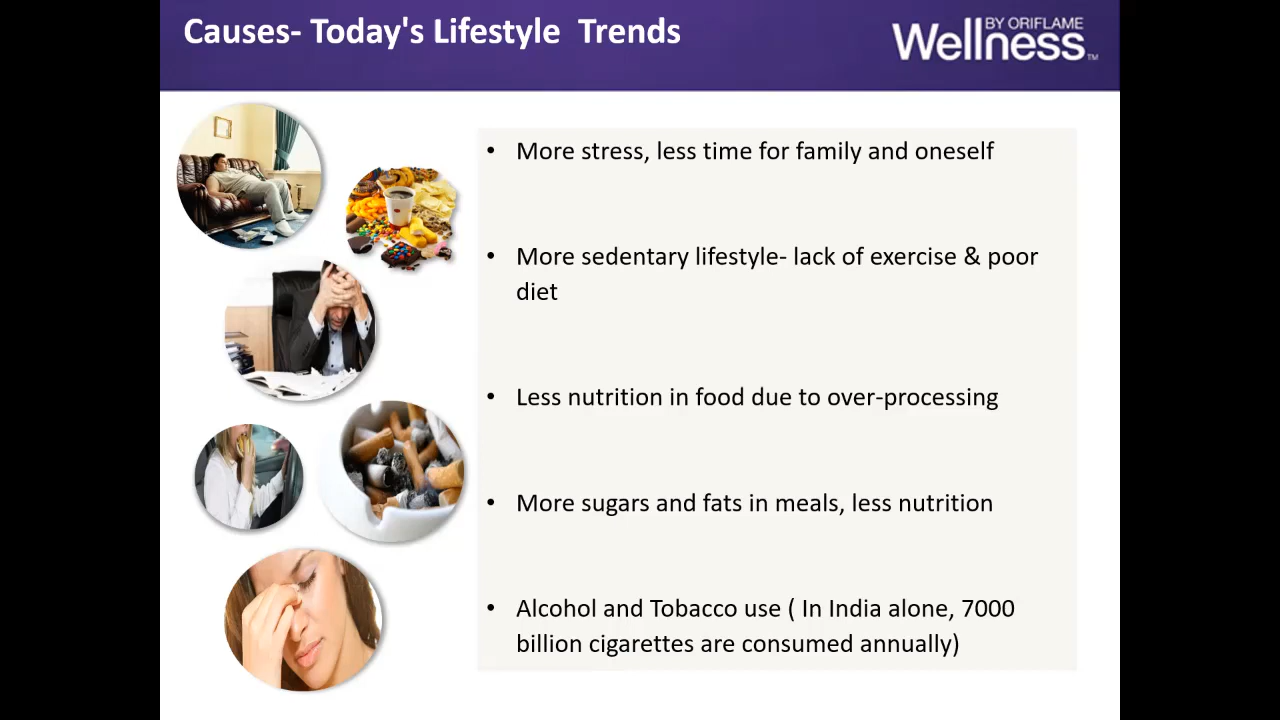 Causes- Today's Lifestyle Trends
BY ORIFLAME
Wellness™
• More stress, less time for family and oneself
• More sedentary lifestyle- lack of exercise & poor
diet
• Less nutrition in food due to over-processing
• More sugars and fats in meals, less nutrition
• Alcohol and Tobacco use ( In India alone, 7000
billion cigarettes are consumed annually)